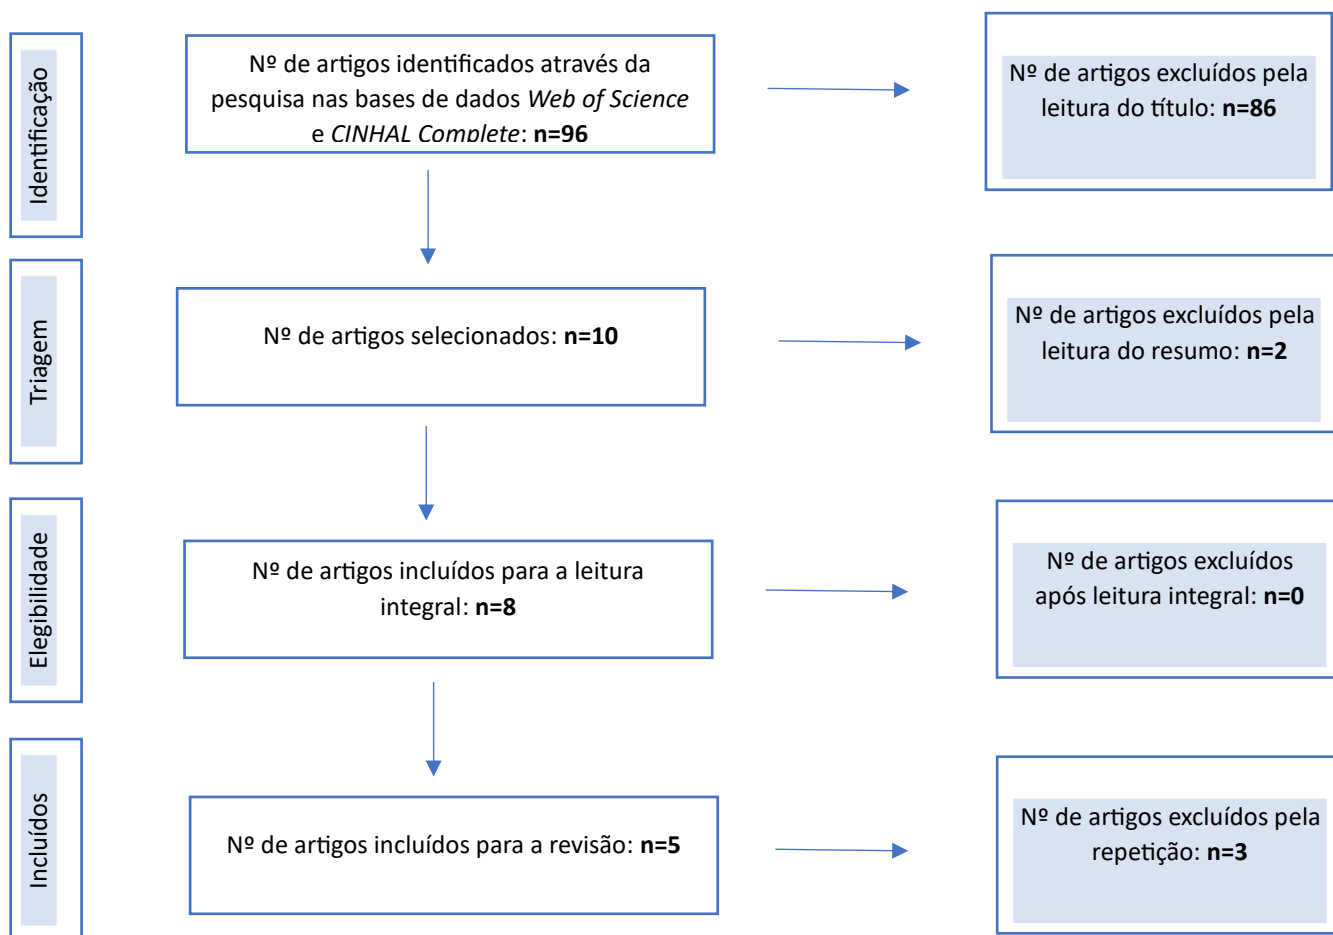 Identificação
Nº de artigos identificados através da
pesquisa nas bases de dados Web of Science
e CINHAL Complete: n=96
Nº de artigos excluídos pela
leitura do título: n=86
Triagem
Nº de artigos selecionados: n=10
Nº de artigos excluídos pela
leitura do resumo: n=2
Elegibilidade
Nº de artigos incluídos para a leitura
integral: n=8
Nº de artigos excluídos
após leitura integral: n=0
Incluídos
Nº de artigos incluídos para a revisão: n=5
Nº de artigos excluídos pela
repetição: n=3